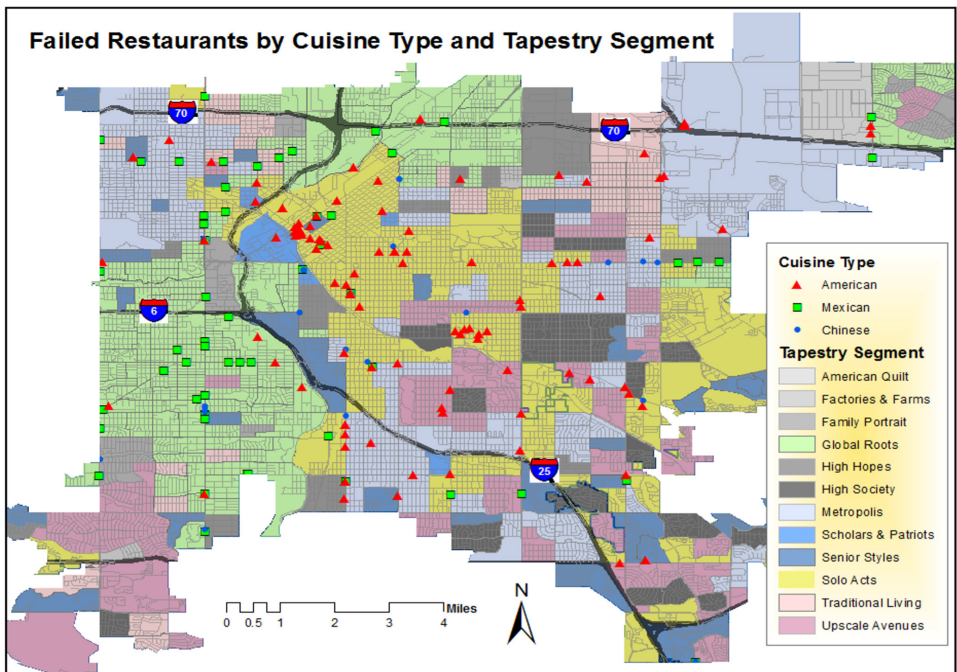 Failed Restaurants by Cuisine Type and Tapestry Segment
70
70
6
25
Cuisine Type
American
Mexican
Chinese
Tapestry Segment
American Quilt
Factories & Farms
Family Portrait
Global Roots
High Hopes
High Society
Metropolis
Scholars & Patriots
Senior Styles
Solo Acts
Traditional Living
Upscale Avenues
N
Miles
0 0.5 1 2 3 4